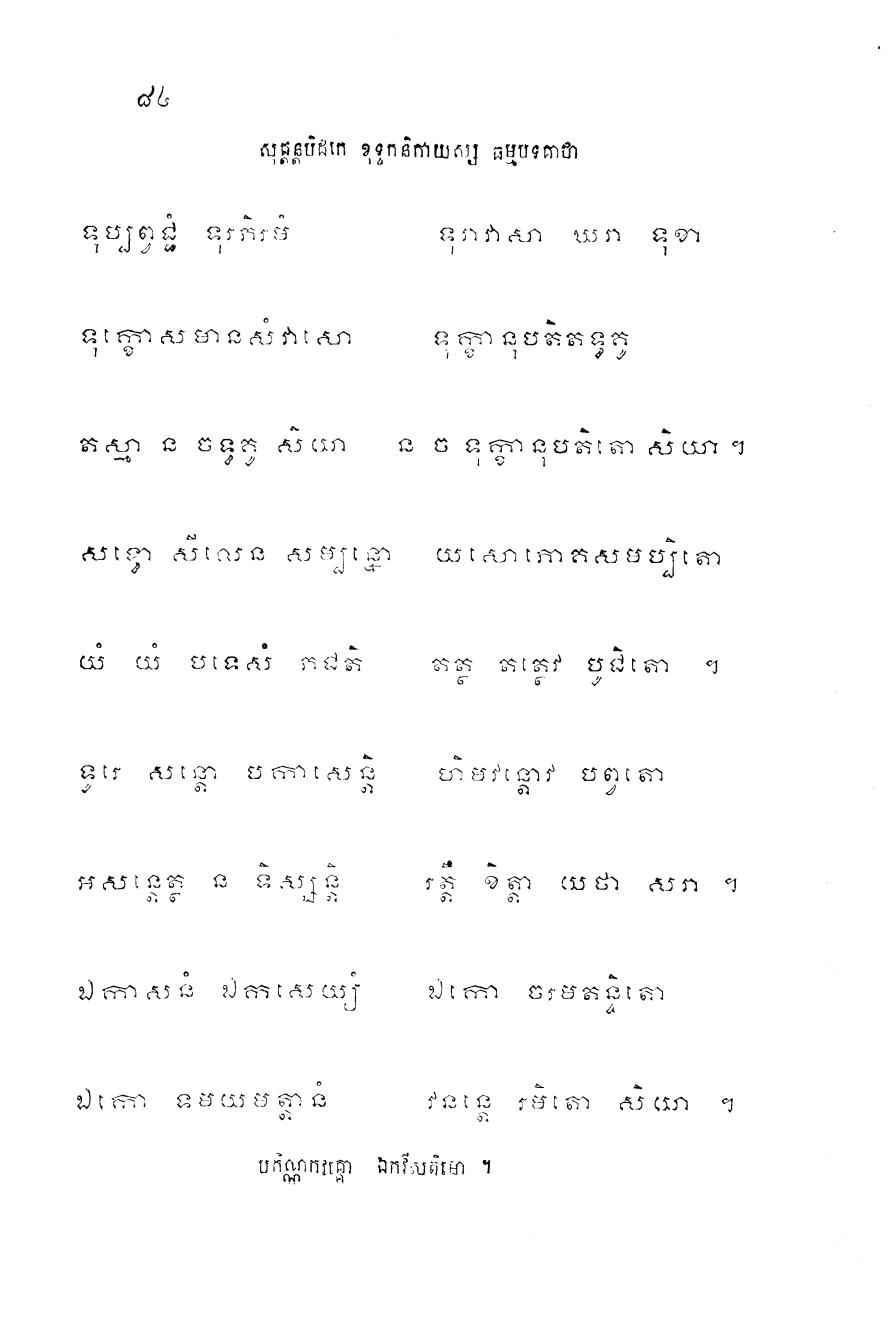 ៨៤
សុត្តន្តបិដកេ ខុទ្ទកនិកាយស្ស ធម្មបទគាថា
ទុប្បព្វជ្ជំ ទុរភិរមំ ទុរាវាសា ឃរា ទុខា
ទុក្ខោសមានសំវាសោ ទុក្ខានុបតិតទ្ធគូ
តស្មា ន ចទ្ធគូ សិយា ន ច ទុក្ខានុបតិតោ សិយា ។
សទ្ធោ សីលេន សម្បន្នោ យសោភោគសមប្បិតោ
យំ យំ បទេសំ ភជតិ តត្ថ តត្ថេវ បូជិតោ ។
ទូរេ សន្តោ បកាសេន្តិ ហិមវន្តោវ បព្វតោ
អសន្តេត្ថ ន ទិស្សន្តិ រត្តឹ ខិត្តា យថា សរា ។
ឯកាសនំ ឯកសេយ្យំ ឯកោ ចរមតន្ទិតោ
ឯកោ ទមយមត្តានំ វនន្តេ រមិតោ សិយា ។
បកិណ្ណកវគ្គោ ឯកវីសតិមោ ។